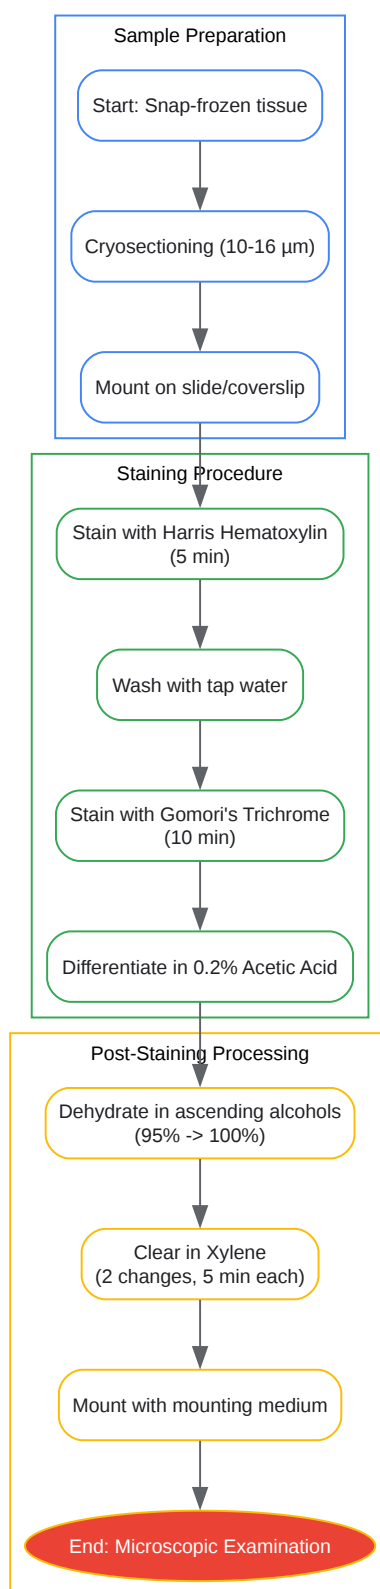 Sample Preparation
Start: Snap-frozen tissue
Cryosectioning (10-16 µm)
Mount on slide/coverslip
Staining Procedure
Stain with Harris Hematoxylin
(5 min)
Wash with tap water
Stain with Gomori's Trichrome
(10 min)
Differentiate in 0.2% Acetic Acid
Post-Staining Processing
Dehydrate in ascending alcohols
(95% -> 100%)
Clear in Xylene
(2 changes, 5 min each)
Mount with mounting medium
End: Microscopic Examination